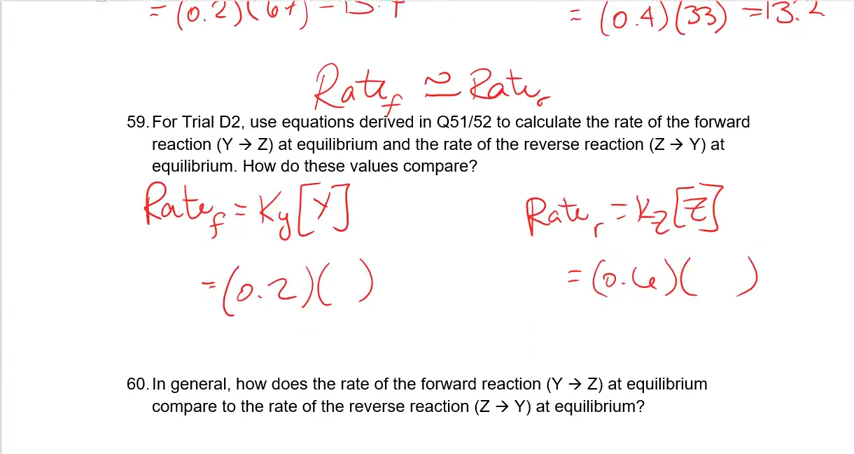 = (0.2)(67) = 13.4
= (0.4)(33) = 13.2
Rate_f ≃ Rate_r
59. For Trial D2, use equations derived in Q51/52 to calculate the rate of the forward
reaction (Y → Z) at equilibrium and the rate of the reverse reaction (Z → Y) at
equilibrium. How do these values compare?
Rate_f = K_y[Y]
Rate_r = K_Z[Z]
= (0.2)( )
= (0.6)( )
60. In general, how does the rate of the forward reaction (Y → Z) at equilibrium
compare to the rate of the reverse reaction (Z → Y) at equilibrium?